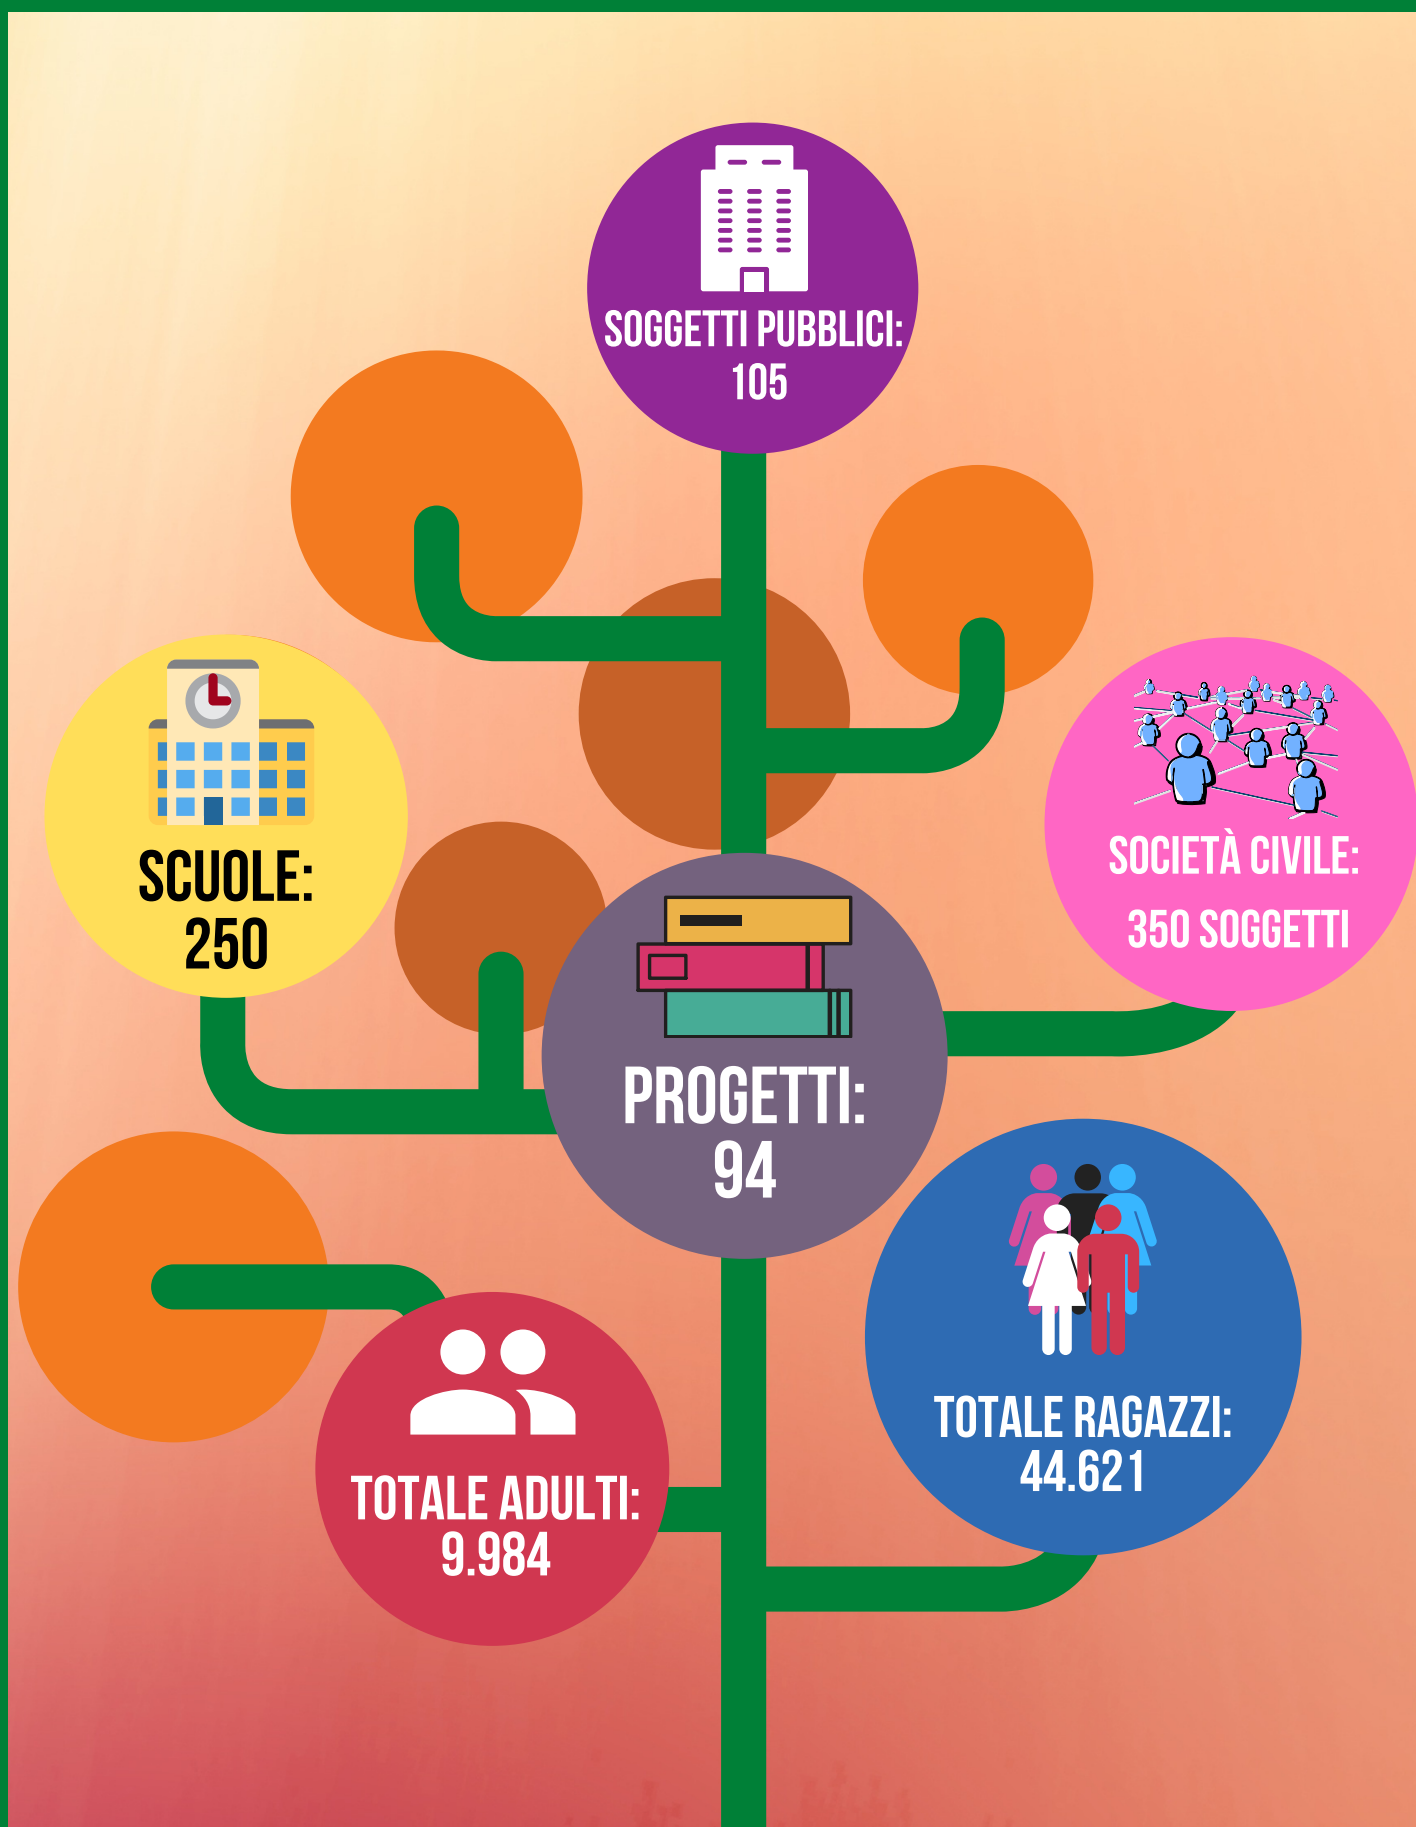 SOGGETTI PUBBLICI:
105
SCUOLE:
250
SOCIETÀ CIVILE:
350 SOGGETTI
PROGETTI:
94
TOTALE RAGAZZI:
44.621
TOTALE ADULTI:
9.984